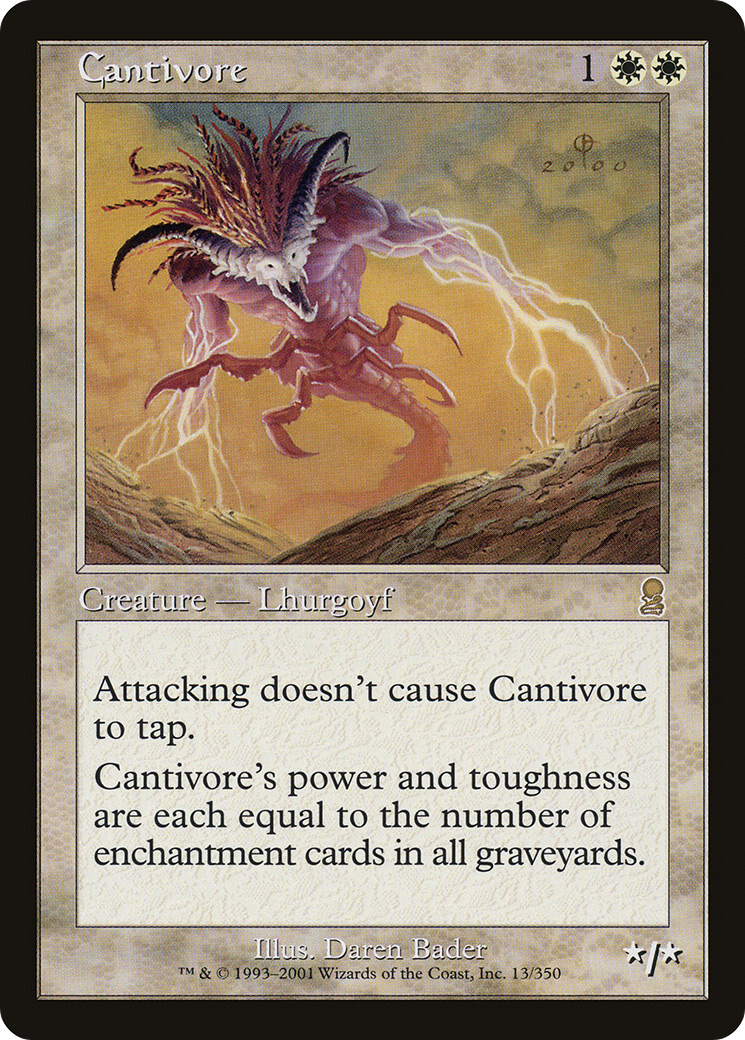 Cantivore 1
2000
Creature — Lhurgoyf
Attacking doesn't cause Cantivore
to tap.
Cantivore's power and toughness
are each equal to the number of
enchantment cards in all graveyards.
Illus. Daren Bader
™ & © 1993–2001 Wizards of the Coast, Inc. 13/350
★/★